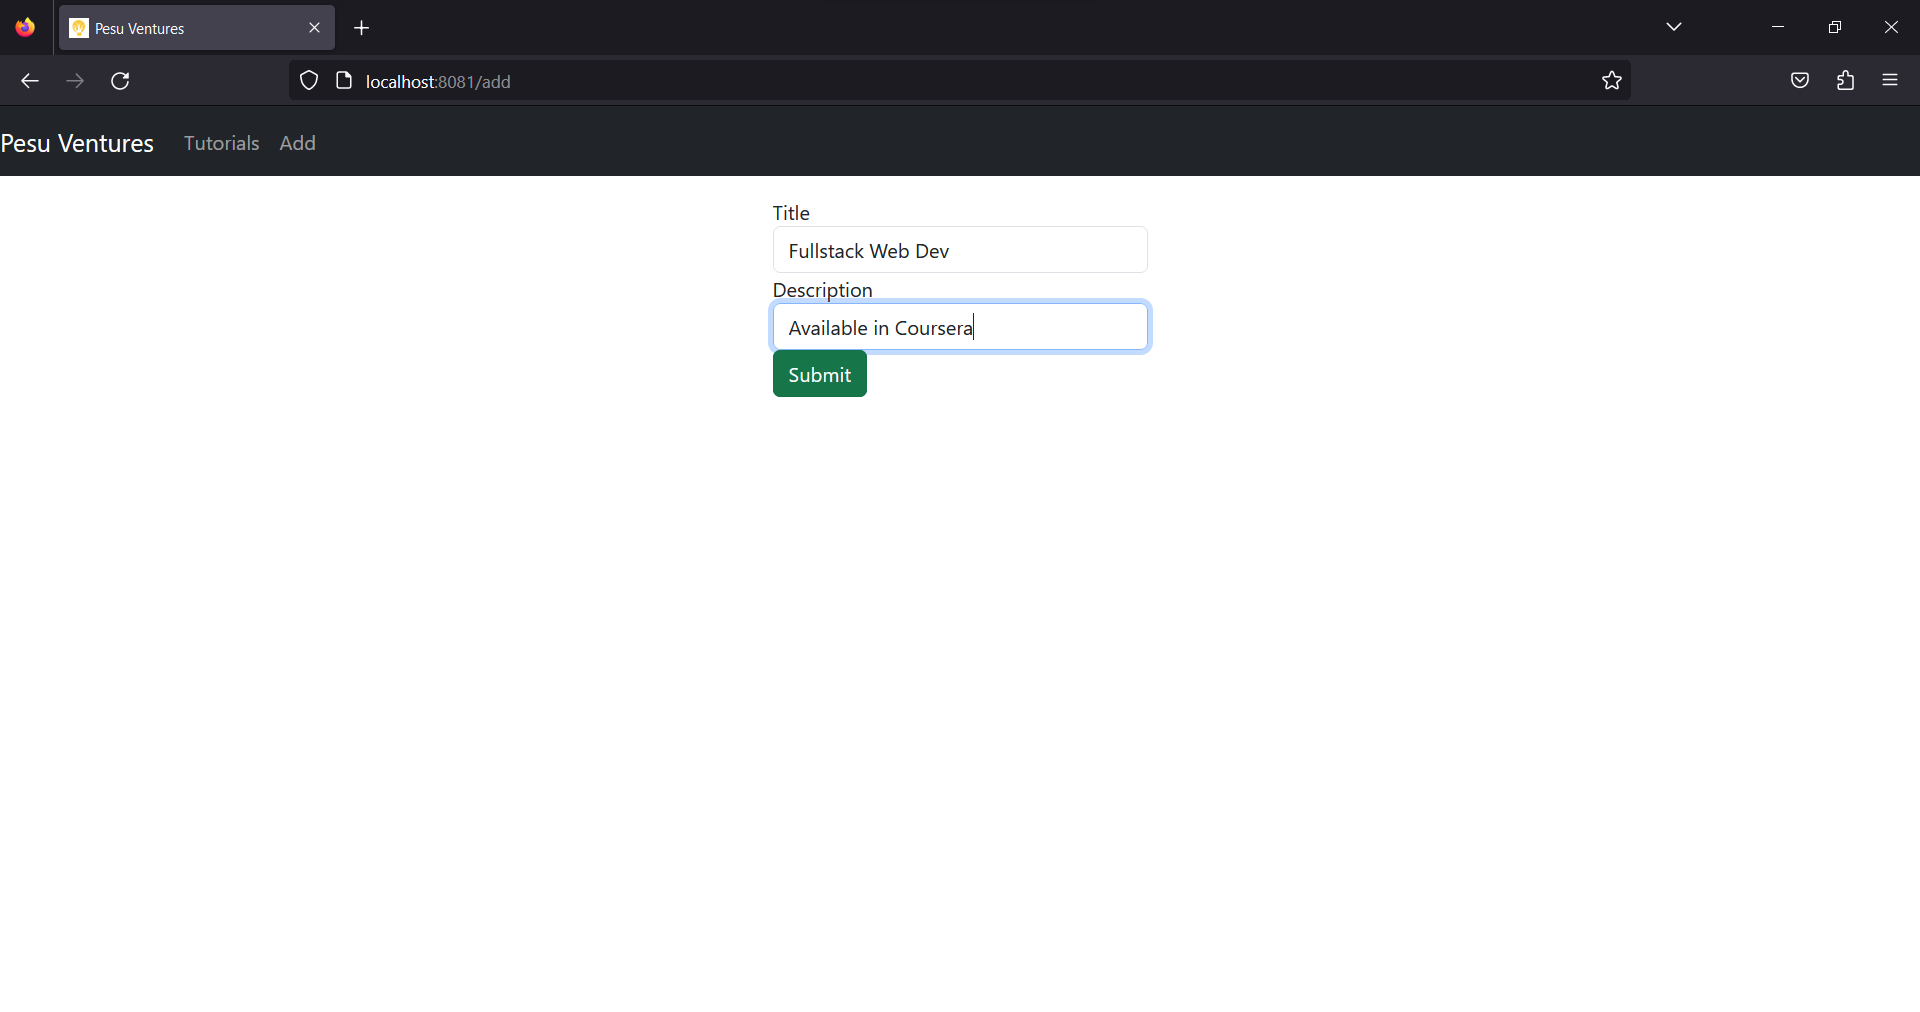 Pesu Ventures
localhost:8081/add
Pesu Ventures Tutorials Add
Title
Fullstack Web Dev
Description
Available in Coursera
Submit